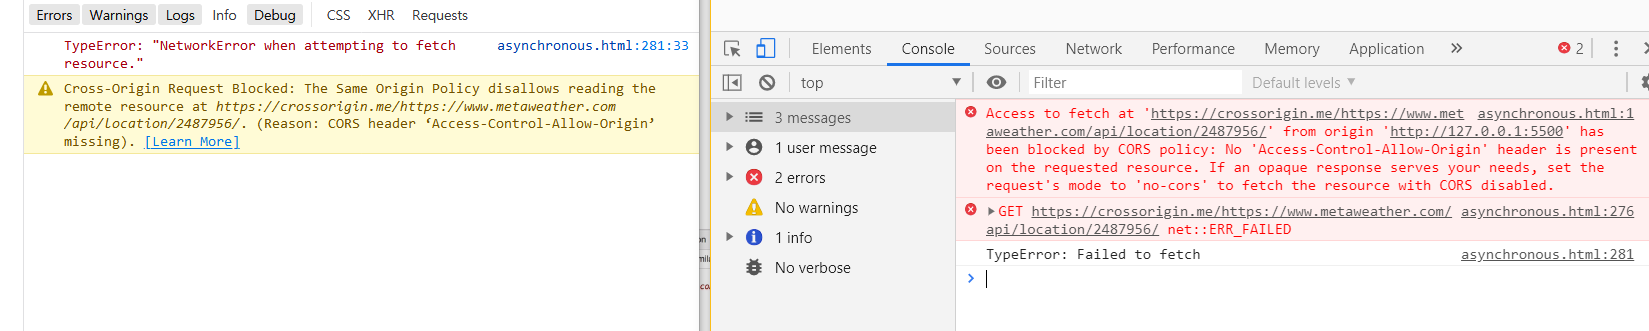 Errors Warnings Logs Info Debug CSS XHR Requests
TypeError: "NetworkError when attempting to fetch asynchronous.html:281:33
resource."
Cross-Origin Request Blocked: The Same Origin Policy disallows reading the
remote resource at https://crossorigin.me/https://www.metaweather.com
/api/location/2487956/. (Reason: CORS header ‘Access-Control-Allow-Origin’
missing). [Learn More]
Elements Console Sources Network Performance Memory Application » 2
top Filter Default levels
3 messages
1 user message
2 errors
No warnings
1 info
No verbose
Access to fetch at 'https://crossorigin.me/https://www.met asynchronous.html:1
aweather.com/api/location/2487956/' from origin 'http://127.0.0.1:5500' has
been blocked by CORS policy: No 'Access-Control-Allow-Origin' header is present
on the requested resource. If an opaque response serves your needs, set the
request's mode to 'no-cors' to fetch the resource with CORS disabled.
GET https://crossorigin.me/https://www.metaweather.com/ asynchronous.html:276
api/location/2487956/ net::ERR_FAILED
TypeError: Failed to fetch asynchronous.html:281